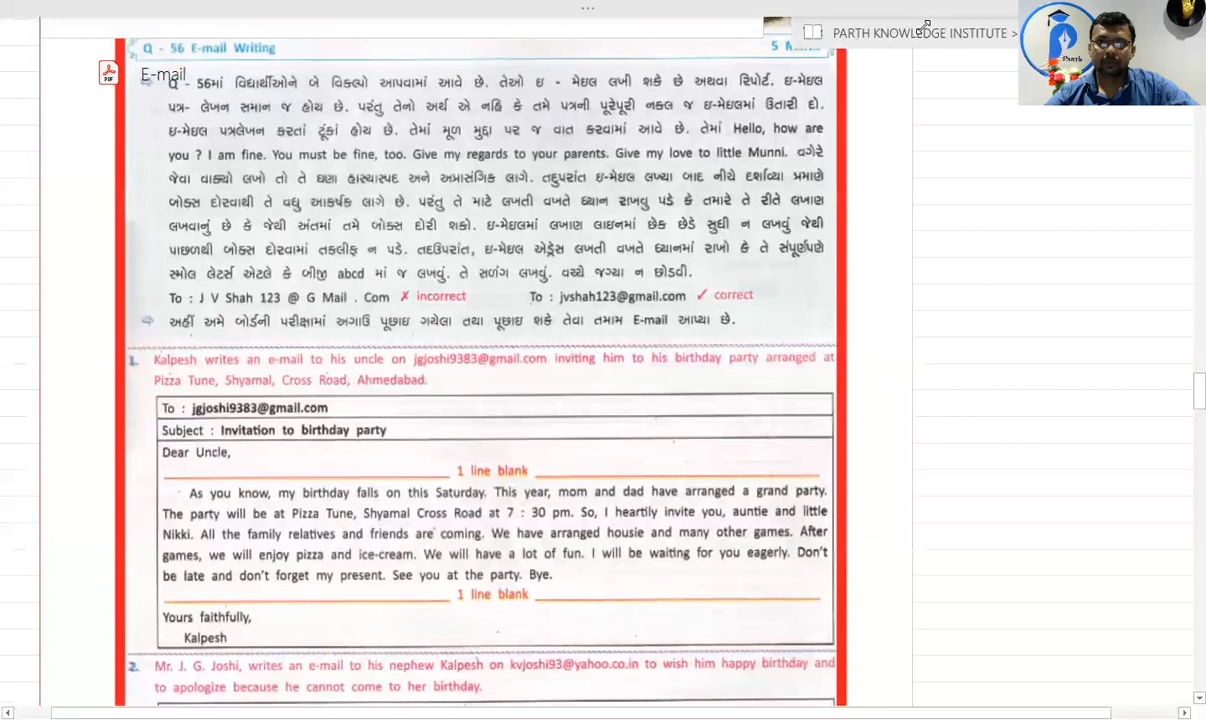 PARTH KNOWLEDGE INSTITUTE >
Parth
Q - 56 E-mail Writing
E-mail
Q - 56માં વિદ્યાર્થીઓને બે વિકલ્પો આપવામાં આવે છે. તેઓ ઇ - મેઇલ લખી શકે છે અથવા રિપોર્ટ. ઇ-મેઇલ
પત્ર- લેખન સમાન જ હોય છે. પરંતુ તેનો અર્થ એ નહિ કે તમે પત્રની પૂરેપૂરી નકલ જ ઇ-મેઇલમાં ઉતારી દો.
ઇ-મેઇલ પત્રલેખન કરતાં ટૂંકાં હોય છે. તેમાં મૂળ મુદ્દા પર જ વાત કરવામાં આવે છે. તેમાં Hello, how are
you ? I am fine. You must be fine, too. Give my regards to your parents. Give my love to little Munni. વગેરે
જેવા વાક્યો લખો તો તે ઘણા હાસ્યાસ્પદ અને અપ્રાસંગિક લાગે. તદુપરાંત ઇ-મેઇલ લખ્યા બાદ નીચે દર્શાવ્યા પ્રમાણે
બોક્સ દોરવાથી તે વધુ આકર્ષક લાગે છે. પરંતુ તે માટે લખતી વખતે ધ્યાન રાખવુ પડે કે તમારે તે રીતે લખાણ
લખવાનું છે કે જેથી અંતમાં તમે બોક્સ દોરી શકો. ઇ-મેઇલમાં લખાણ લાઇનમાં છેક છેડે સુધી ન લખવું જેથી
પાછળથી બોક્સ દોરવામાં તકલીફ ન પડે. તદઉપરાંત, ઇ-મેઇલ એડ્રેસ લખતી વખતે ધ્યાનમાં રાખો કે તે સંપૂર્ણપણે
સ્મોલ લેટર્સ એટલે કે બીજી abcd માં જ લખવું. તે સળંગ લખવું. વચ્ચે જગ્યા ન છોડવી.
To : J V Shah 123 @ G Mail . Com ✗ incorrect To : jvshah123@gmail.com ✓ correct
અહીં અમે બોર્ડની પરીક્ષામાં અગાઉ પૂછાઇ ગયેલા તથા પૂછાઇ શકે તેવા તમામ E-mail આપ્યા છે.
1. Kalpesh writes an e-mail to his uncle on jgjoshi9383@gmail.com inviting him to his birthday party arranged at
Pizza Tune, Shyamal, Cross Road, Ahmedabad.
To : jgjoshi9383@gmail.com
Subject : Invitation to birthday party
Dear Uncle,
1 line blank
As you know, my birthday falls on this Saturday. This year, mom and dad have arranged a grand party.
The party will be at Pizza Tune, Shyamal Cross Road at 7 : 30 pm. So, I heartily invite you, auntie and little
Nikki. All the family relatives and friends are coming. We have arranged housie and many other games. After
games, we will enjoy pizza and ice-cream. We will have a lot of fun. I will be waiting for you eagerly. Don't
be late and don't forget my present. See you at the party. Bye.
1 line blank
Yours faithfully,
Kalpesh
2. Mr. J. G. Joshi, writes an e-mail to his nephew Kalpesh on kvjoshi93@yahoo.co.in to wish him happy birthday and
to apologize because he cannot come to her birthday.